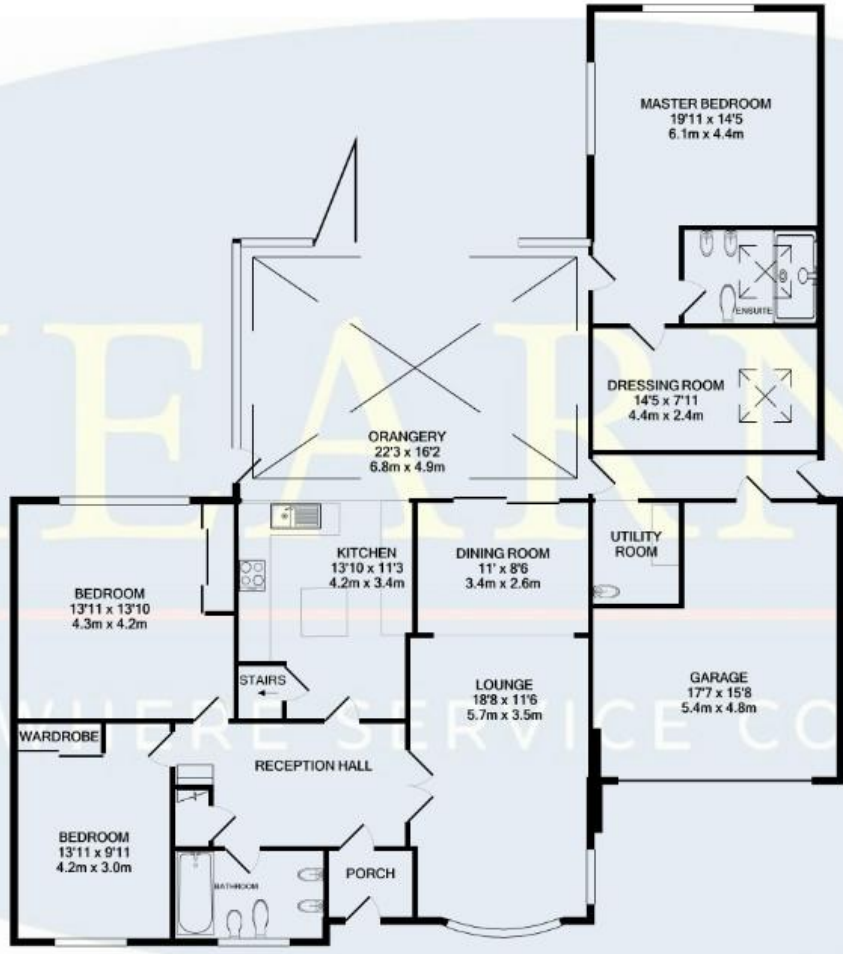 MASTER BEDROOM
19'11 x 14'5
6.1m x 4.4m
ENSUITE
DRESSING ROOM
14'5 x 7'11
4.4m x 2.4m
ORANGERY
22'3 x 16'2
6.8m x 4.9m
HEARN
KITCHEN
13'10 x 11'3
4.2m x 3.4m
DINING ROOM
11' x 8'6
3.4m x 2.6m
UTILITY
ROOM
BEDROOM
13'11 x 13'10
4.3m x 4.2m
STAIRS
LOUNGE
18'8 x 11'6
5.7m x 3.5m
GARAGE
17'7 x 15'8
5.4m x 4.8m
WARDROBE
WHERE SERVICE CO
RECEPTION HALL
BEDROOM
13'11 x 9'11
4.2m x 3.0m
BATHROOM
PORCH